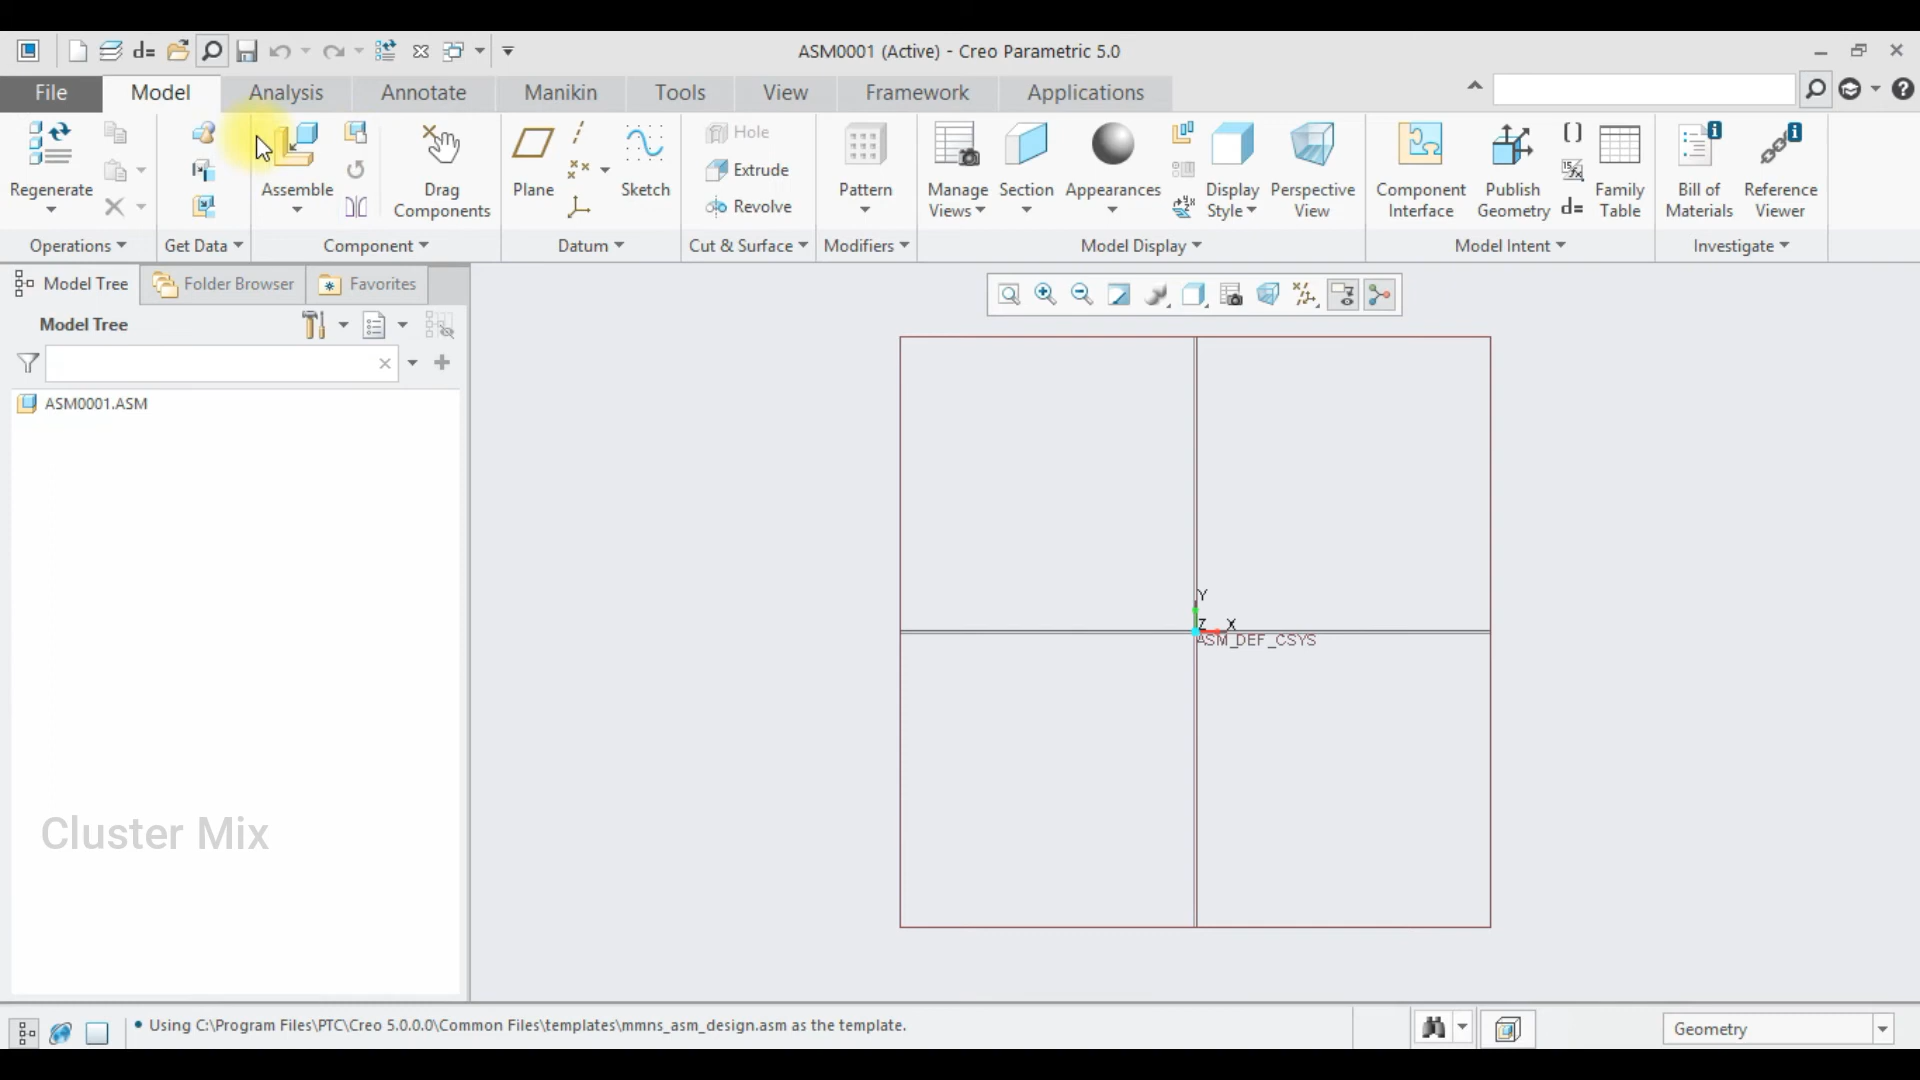 d=
ASM0001 (Active) - Creo Parametric 5.0
File Model Analysis Annotate Manikin Tools View Framework Applications
Regenerate
Operations
Get Data
Assemble
Drag
Components
Component
Plane
Sketch
Datum
Hole
Extrude
Revolve
Cut & Surface
Pattern
Modifiers
Manage
Views
Section
Appearances
Display
Style
Perspective
View
Model Display
Component
Interface
Publish
Geometry
d=
Family
Table
Model Intent
Bill of
Materials
Reference
Viewer
Investigate
Model Tree Folder Browser Favorites
Model Tree
ASM0001.ASM
Y
Z X
ASM_DEF_CSYS
Cluster Mix
• Using C:\Program Files\PTC\Creo 5.0.0.0\Common Files\templates\mmns_asm_design.asm as the template.
Geometry